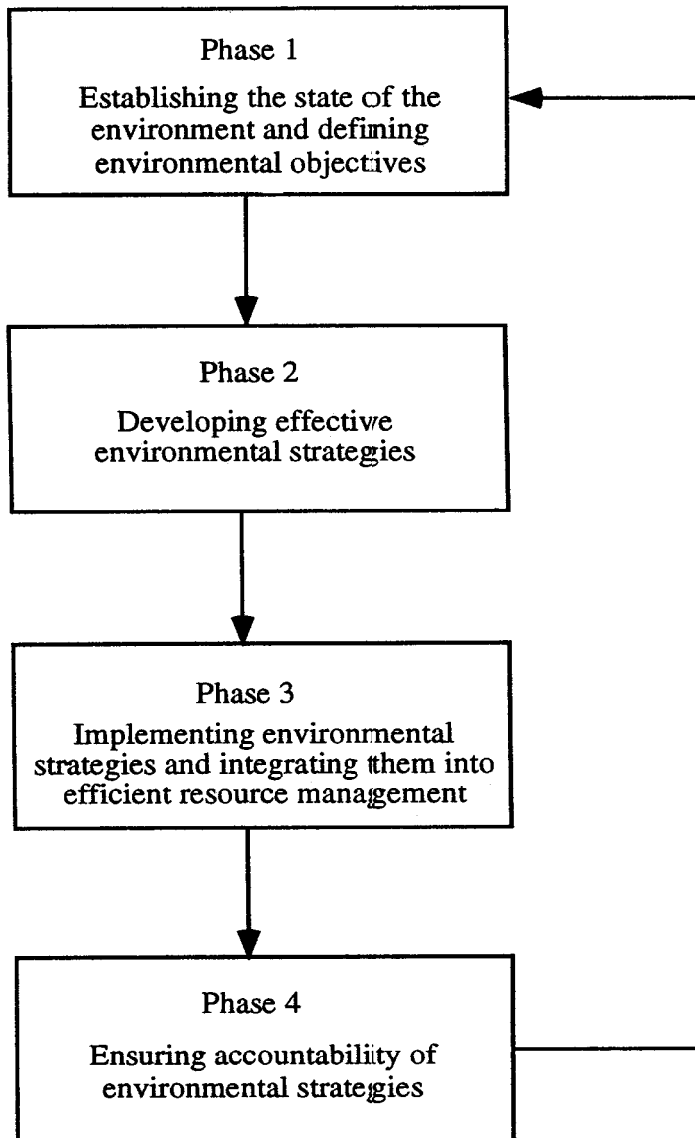 Phase 1
Establishing the state of the
environment and defining
environmental objectives
Phase 2
Developing effective
environmental strategies
Phase 3
Implementing environmental
strategies and integrating them into
efficient resource management
Phase 4
Ensuring accountability of
environmental strategies